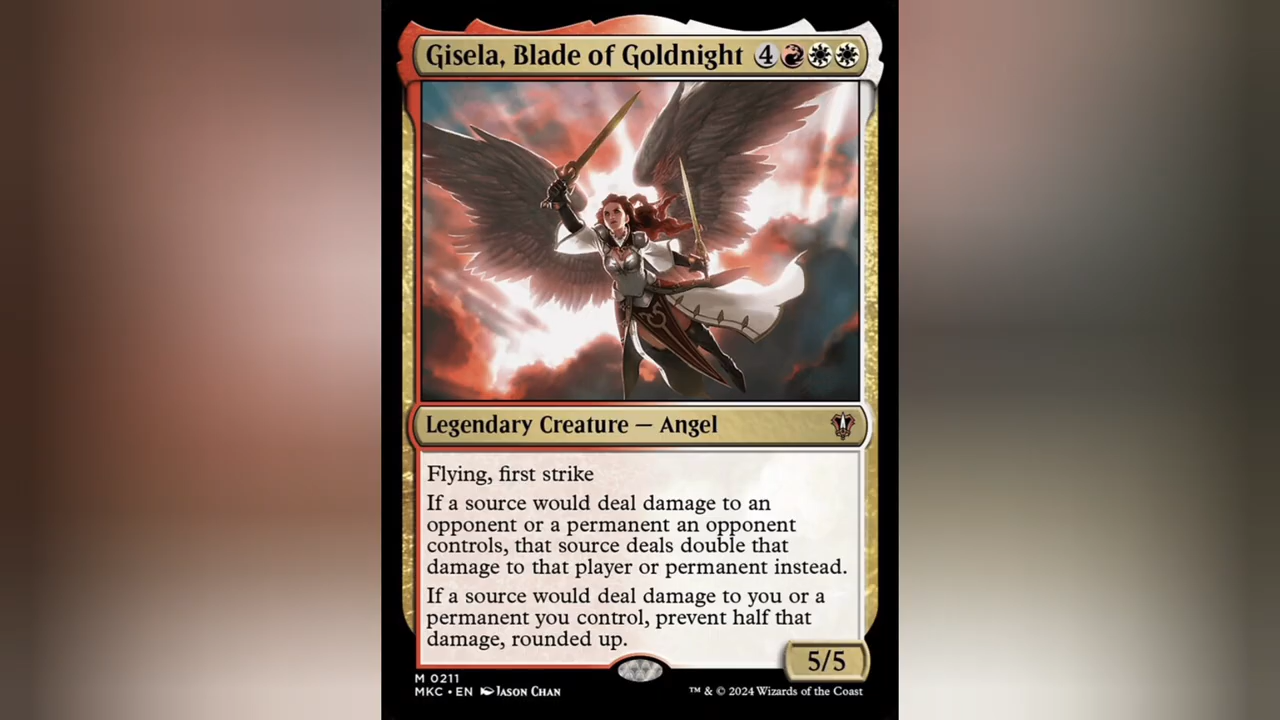 Gisela, Blade of Goldnight 4
Legendary Creature — Angel
Flying, first strike
If a source would deal damage to an
opponent or a permanent an opponent
controls, that source deals double that
damage to that player or permanent instead.
If a source would deal damage to you or a
permanent you control, prevent half that
damage, rounded up.
5/5
M 0211
MKC • EN Jason Chan
™ & © 2024 Wizards of the Coast